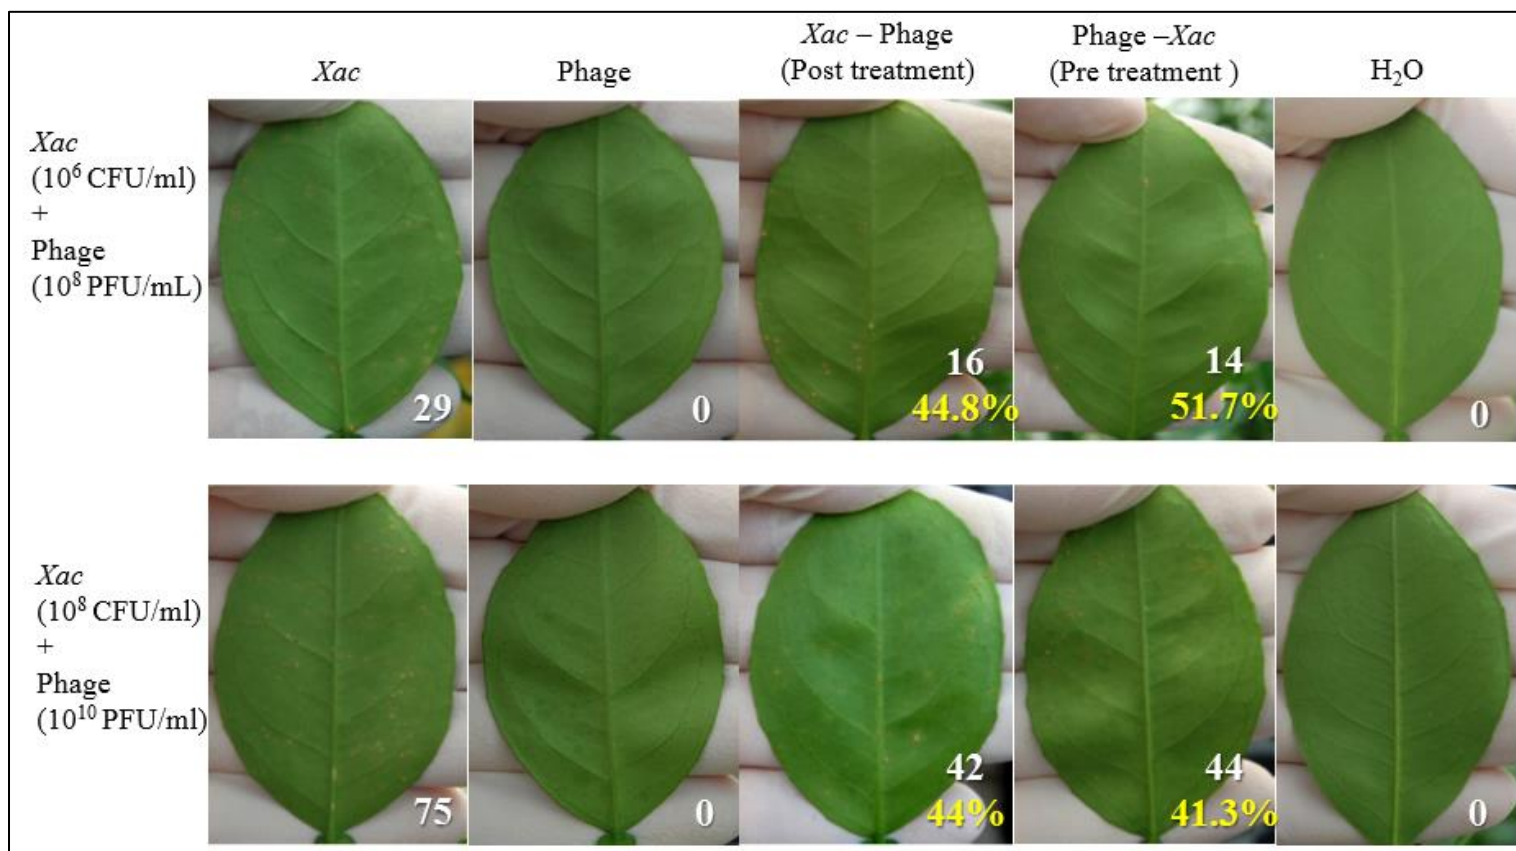 Xac
Phage
Xac – Phage
(Post treatment)
Phage –Xac
(Pre treatment )
H₂O
Xac
(10⁶ CFU/ml)
+
Phage
(10⁸ PFU/mL)
29
0
16
44.8%
14
51.7%
0
Xac
(10⁸ CFU/ml)
+
Phage
(10¹⁰ PFU/ml)
75
0
42
44%
44
41.3%
0